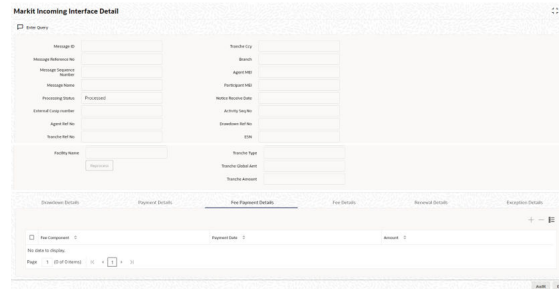 Markit Incoming Interface Detail
Enter Query
Message ID
Tranche Ccy
Message Reference No
Branch
Message Sequence Number
Agent MEI
Message Name
Participant MEI
Processing Status Processed
Notice Receive Date
External Cusip number
Activity Seq No
Agent Ref No
Drawdown Ref No
Tranche Ref No
ESN
Facility Name
Tranche Type
Reprocess
Tranche Global Amt
Tranche Amount
Drawdown Details Payment Details Fee Payment Details Fee Details Renewal Details Exception Details
Fee Component Payment Date Amount
No data to display.
Page 1 (0 of 0 items) 1
Audit